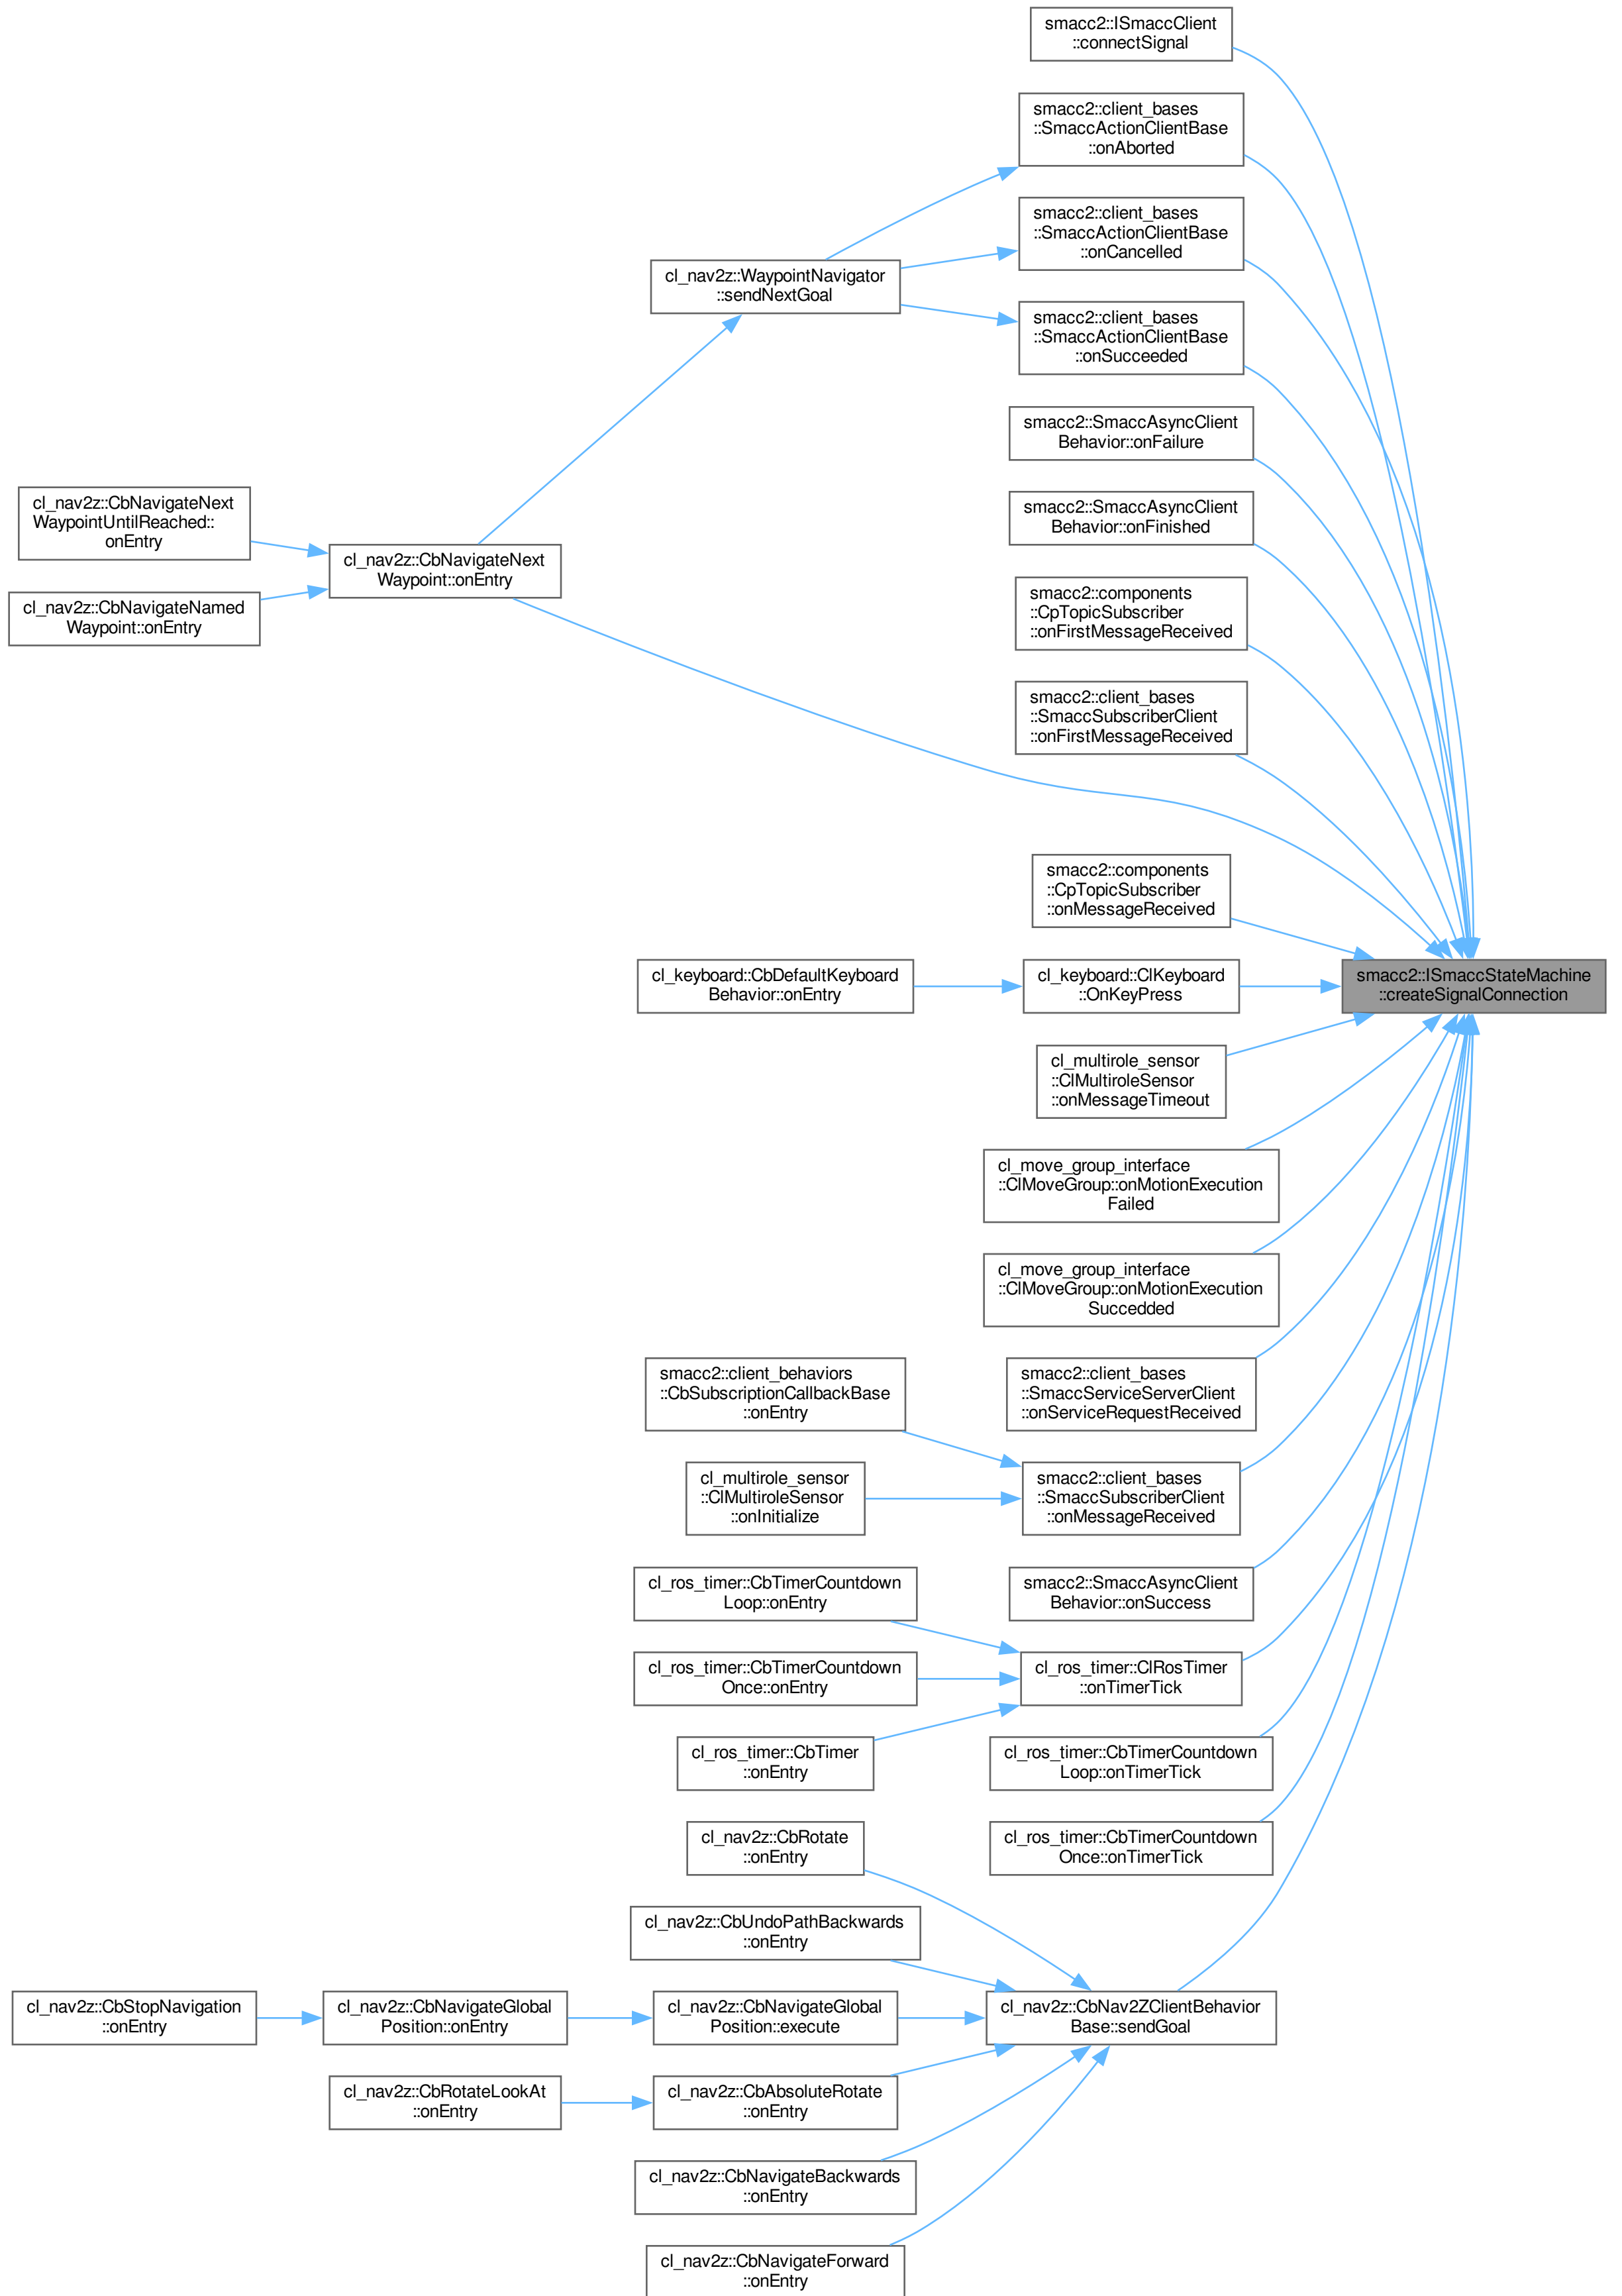 smacc2::ISmaccClient
::connectSignal
smacc2::client_bases
::SmaccActionClientBase
::onAborted
smacc2::client_bases
::SmaccActionClientBase
::onCancelled
cl_nav2z::WaypointNavigator
::sendNextGoal
smacc2::client_bases
::SmaccActionClientBase
::onSucceeded
smacc2::SmaccAsyncClient
Behavior::onFailure
smacc2::SmaccAsyncClient
Behavior::onFinished
cl_nav2z::CbNavigateNext
WaypointUntilReached::
onEntry
cl_nav2z::CbNavigateNext
Waypoint::onEntry
cl_nav2z::CbNavigateNamed
Waypoint::onEntry
smacc2::components
::CpTopicSubscriber
::onFirstMessageReceived
smacc2::client_bases
::SmaccSubscriberClient
::onFirstMessageReceived
smacc2::components
::CpTopicSubscriber
::onMessageReceived
cl_keyboard::CbDefaultKeyboard
Behavior::onEntry
cl_keyboard::ClKeyboard
::OnKeyPress
smacc2::ISmaccStateMachine
::createSignalConnection
cl_multirole_sensor
::ClMultiroleSensor
::onMessageTimeout
cl_move_group_interface
::ClMoveGroup::onMotionExecution
Failed
cl_move_group_interface
::ClMoveGroup::onMotionExecution
Succedded
smacc2::client_behaviors
::CbSubscriptionCallbackBase
::onEntry
smacc2::client_bases
::SmaccServiceServerClient
::onServiceRequestReceived
cl_multirole_sensor
::ClMultiroleSensor
::onInitialize
smacc2::client_bases
::SmaccSubscriberClient
::onMessageReceived
cl_ros_timer::CbTimerCountdown
Loop::onEntry
smacc2::SmaccAsyncClient
Behavior::onSuccess
cl_ros_timer::CbTimerCountdown
Once::onEntry
cl_ros_timer::ClRosTimer
::onTimerTick
cl_ros_timer::CbTimer
::onEntry
cl_ros_timer::CbTimerCountdown
Loop::onTimerTick
cl_nav2z::CbRotate
::onEntry
cl_ros_timer::CbTimerCountdown
Once::onTimerTick
cl_nav2z::CbUndoPathBackwards
::onEntry
cl_nav2z::CbStopNavigation
::onEntry
cl_nav2z::CbNavigateGlobal
Position::onEntry
cl_nav2z::CbNavigateGlobal
Position::execute
cl_nav2z::CbNav2ZClientBehavior
Base::sendGoal
cl_nav2z::CbRotateLookAt
::onEntry
cl_nav2z::CbAbsoluteRotate
::onEntry
cl_nav2z::CbNavigateBackwards
::onEntry
cl_nav2z::CbNavigateForward
::onEntry